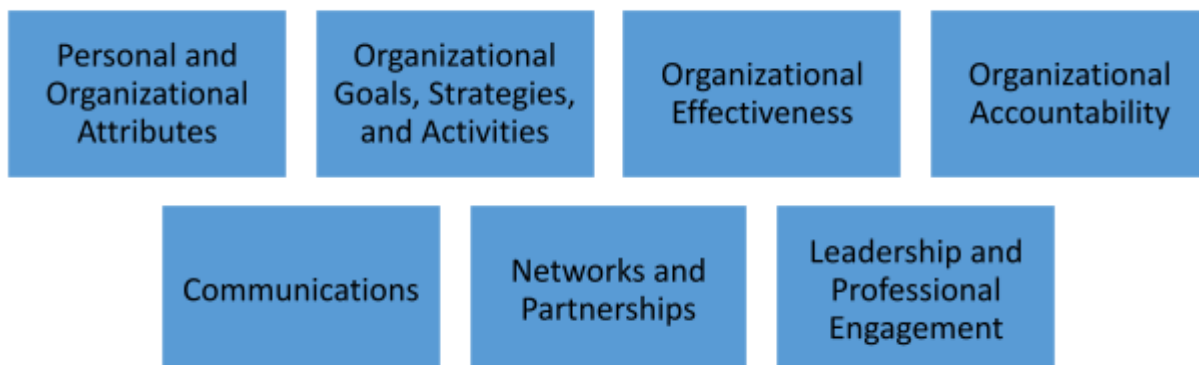 Personal and
Organizational
Attributes
Organizational
Goals, Strategies,
and Activities
Organizational
Effectiveness
Organizational
Accountability
Communications
Networks and
Partnerships
Leadership and
Professional
Engagement